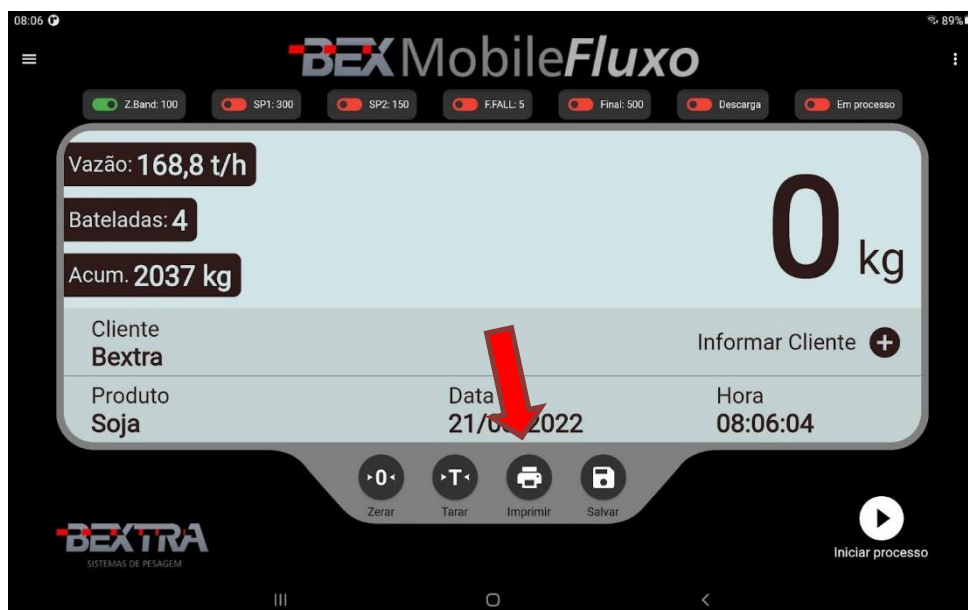 08:06
89%
BEX MobileFluxo
Z.Band: 100
SP1: 300
SP2: 150
F.FALL: 5
Final: 500
Descarga
Em processo
Vazão: 168,8 t/h
Bateladas: 4
Acum. 2037 kg
0 kg
Cliente
Bextra
Informar Cliente
Produto
Soja
Data
2022
Hora
08:06:04
>0<
>T<
Zerar
Tarar
Imprimir
Salvar
BEXTRA
SISTEMAS DE PESAGEM
Iniciar processo